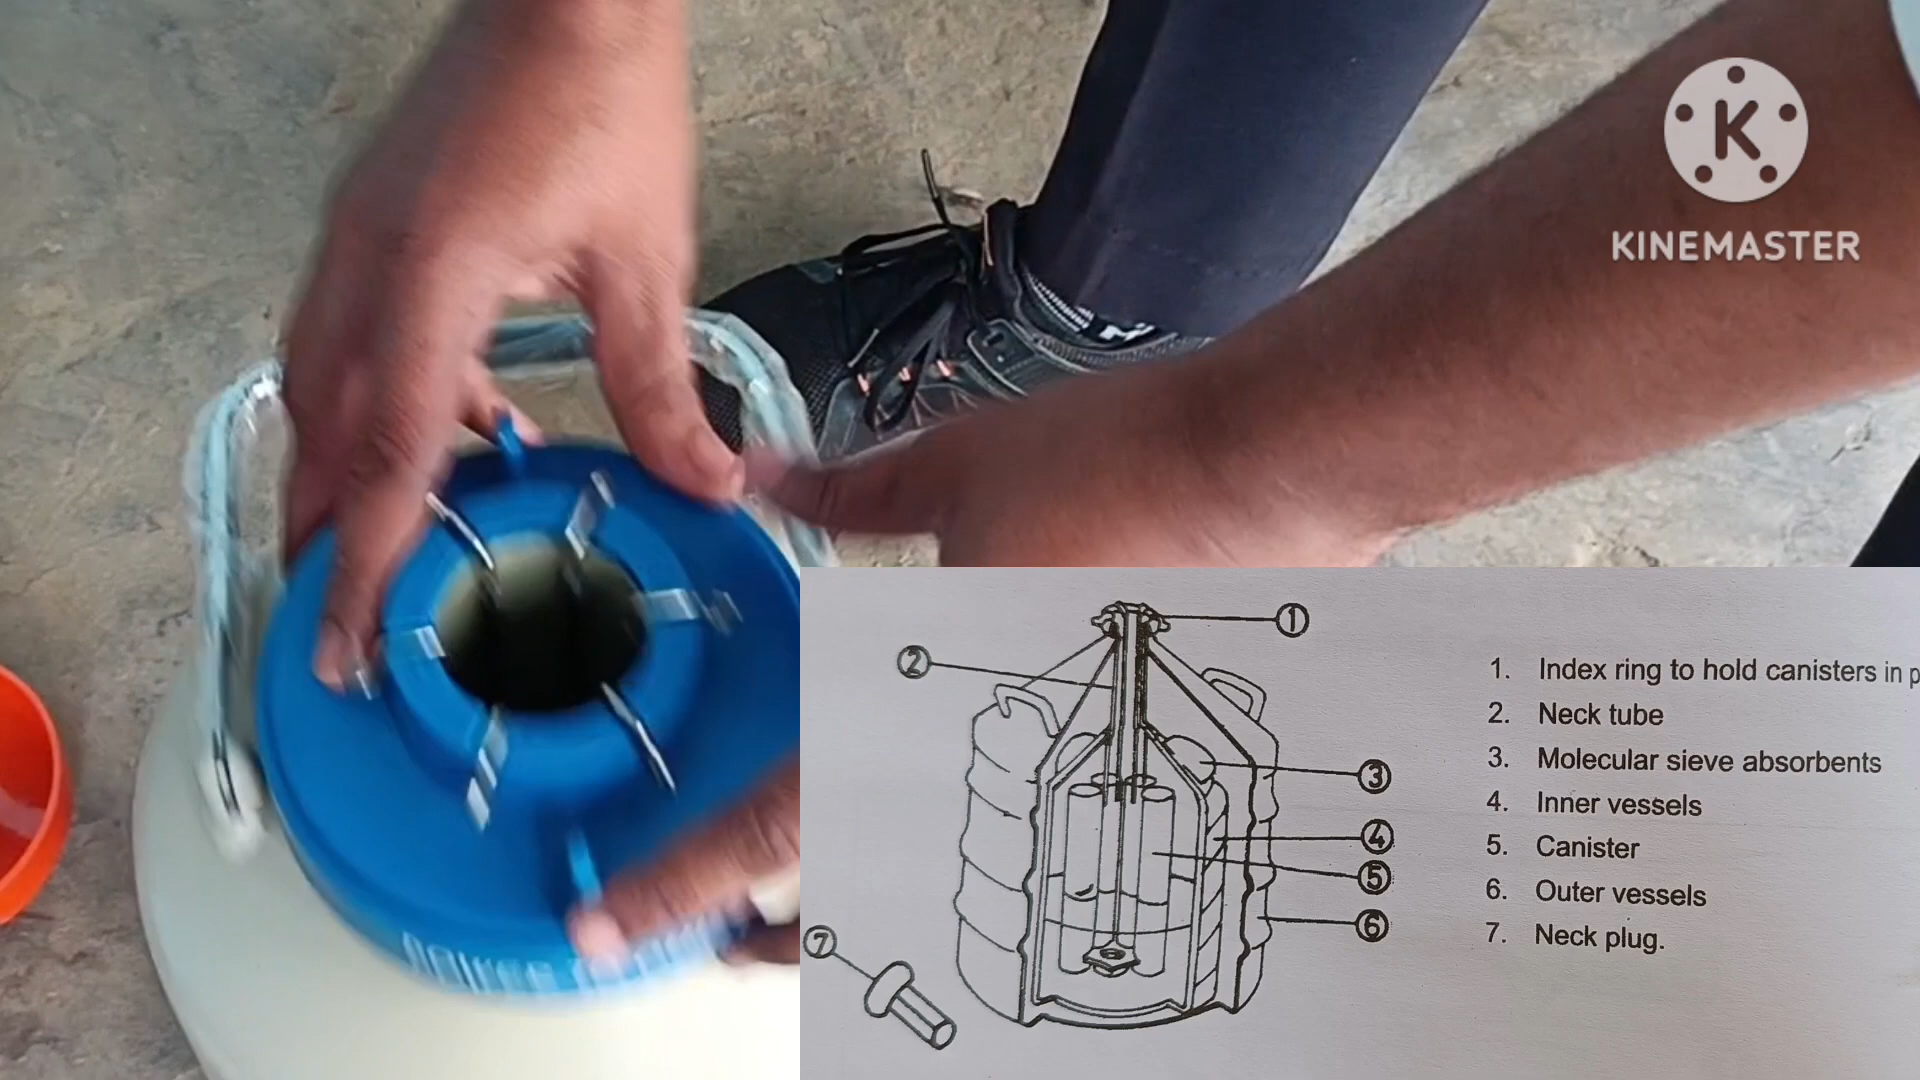 K
KINEMASTER
1
2
3
4
5
6
7
1. Index ring to hold canisters in p
2. Neck tube
3. Molecular sieve absorbents
4. Inner vessels
5. Canister
6. Outer vessels
7. Neck plug.